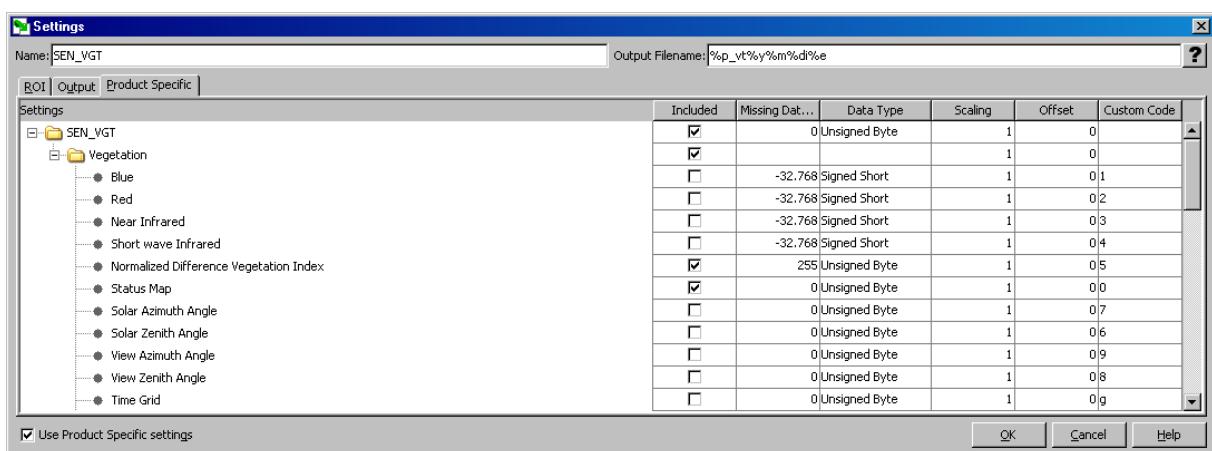 Settings
Name: SEN_VGT Output Filename: %p_vt%y%m%di%e ?
ROI Output Product Specific
Settings Included Missing Dat... Data Type Scaling Offset Custom Code
SEN_VGT 0 Unsigned Byte 1 0
Vegetation 1 0
Blue -32.768 Signed Short 1 0 1
Red -32.768 Signed Short 1 0 2
Near Infrared -32.768 Signed Short 1 0 3
Short wave Infrared -32.768 Signed Short 1 0 4
Normalized Difference Vegetation Index 255 Unsigned Byte 1 0 5
Status Map 0 Unsigned Byte 1 0 0
Solar Azimuth Angle 0 Unsigned Byte 1 0 7
Solar Zenith Angle 0 Unsigned Byte 1 0 6
View Azimuth Angle 0 Unsigned Byte 1 0 9
View Zenith Angle 0 Unsigned Byte 1 0 8
Time Grid 0 Unsigned Byte 1 0 g
Use Product Specific settings OK Cancel Help